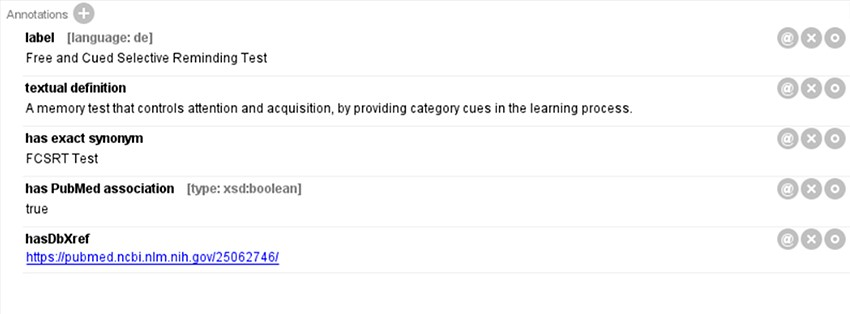 Annotations
label [language: de]
Free and Cued Selective Reminding Test
textual definition
A memory test that controls attention and acquisition, by providing category cues in the learning process.
has exact synonym
FCSRT Test
has PubMed association [type: xsd:boolean]
true
hasDbXref
https://pubmed.ncbi.nlm.nih.gov/25062746/